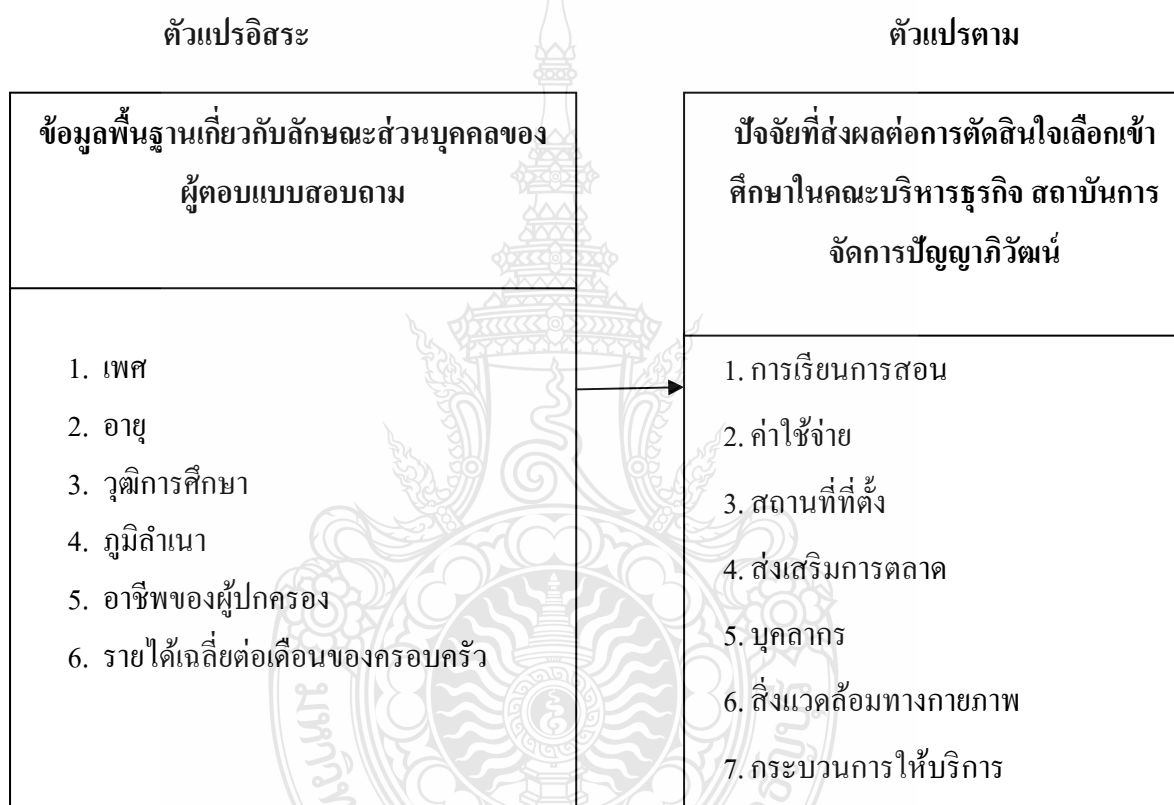 ตัวแปรอิสระ
ตัวแปรตาม
ข้อมูลพื้นฐานเกี่ยวกับลักษณะส่วนบุคคลของ
ผู้ตอบแบบสอบถาม
1. เพศ
2. อายุ
3. วุฒิการศึกษา
4. ภูมิลำเนา
5. อาชีพของผู้ปกครอง
6. รายได้เฉลี่ยต่อเดือนของครอบครัว
ปัจจัยที่ส่งผลต่อการตัดสินใจเลือกเข้า
ศึกษาในคณะบริหารธุรกิจ สถาบันการ
จัดการปัญญาภิวัฒน์
1. การเรียนการสอน
2. ค่าใช้จ่าย
3. สถานที่ที่ตั้ง
4. ส่งเสริมการตลาด
5. บุคลากร
6. สิ่งแวดล้อมทางกายภาพ
7. กระบวนการให้บริการ